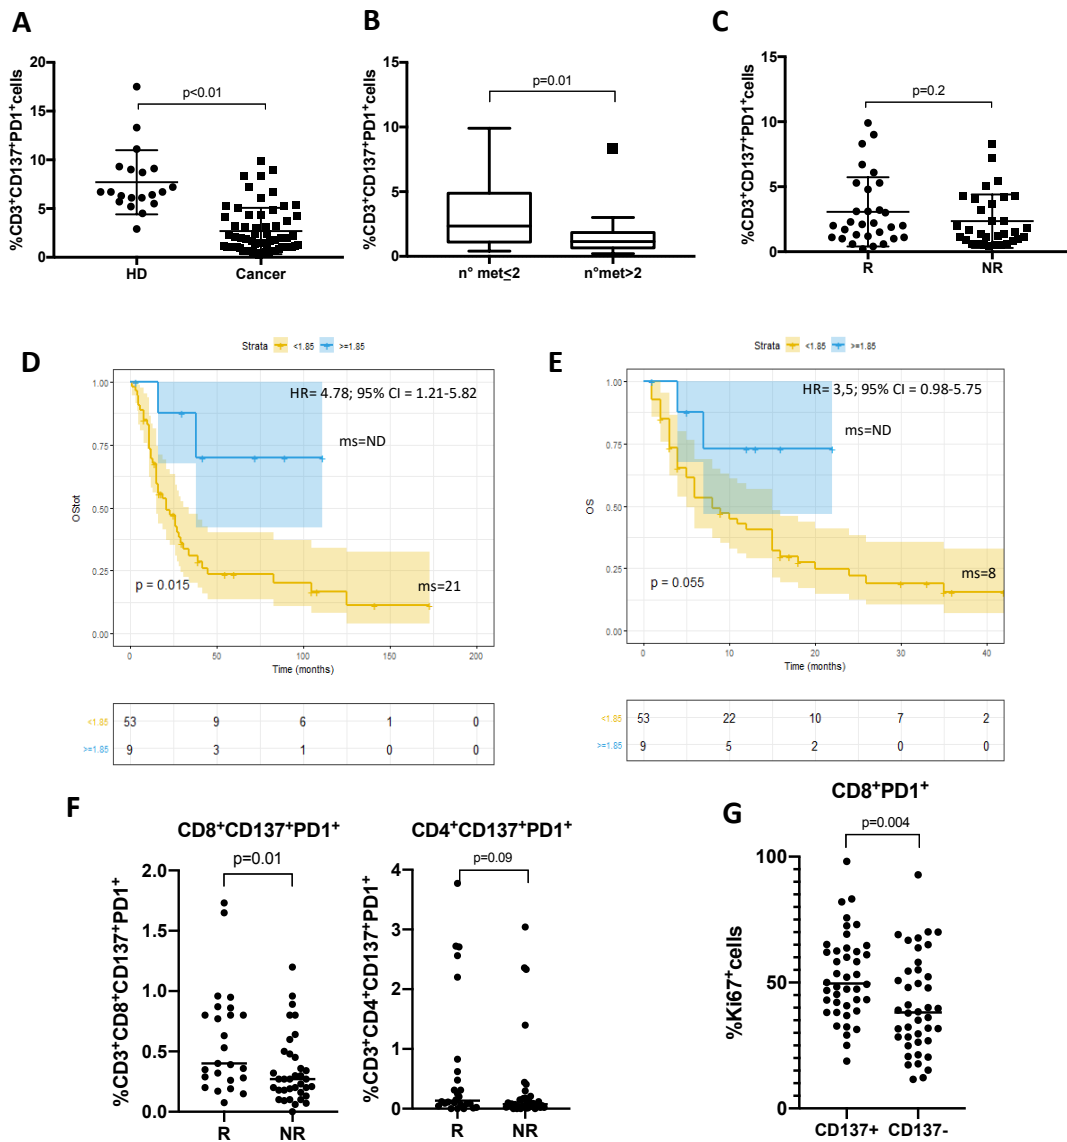 A
%CD3+CD137+PD1+cells
20
15
10
5
0
p<0.01
HD Cancer
B
%CD3+CD137+PD1+cells
15
10
5
0
p=0.01
n° met≤2 n°met>2
C
%CD3+CD137+PD1+cells
15
10
5
0
p=0.2
R NR
D
Strata <1.85 >=1.85
OStot
1.00
0.75
0.50
0.25
0.00
HR= 4.78; 95% CI = 1.21-5.82
ms=ND
ms=21
p = 0.015
0 50 100 150 200
Time (months)
<1.85 53 9 6 1 0
>=1.85 9 3 1 0 0
E
Strata <1.85 >=1.85
OS
1.00
0.75
0.50
0.25
0.00
HR= 3,5; 95% CI = 0.98-5.75
ms=ND
ms=8
p = 0.055
0 10 20 30 40
Time (months)
<1.85 53 22 10 7 2
>=1.85 9 5 2 0 0
F
CD8+CD137+PD1+
p=0.01
%CD3+CD8+CD137+PD1+
2.0
1.5
1.0
0.5
0.0
R NR
CD4+CD137+PD1+
p=0.09
%CD3+CD4+CD137+PD1+
4
3
2
1
0
R NR
G
CD8+PD1+
p=0.004
%Ki67+cells
100
50
0
CD137+ CD137-